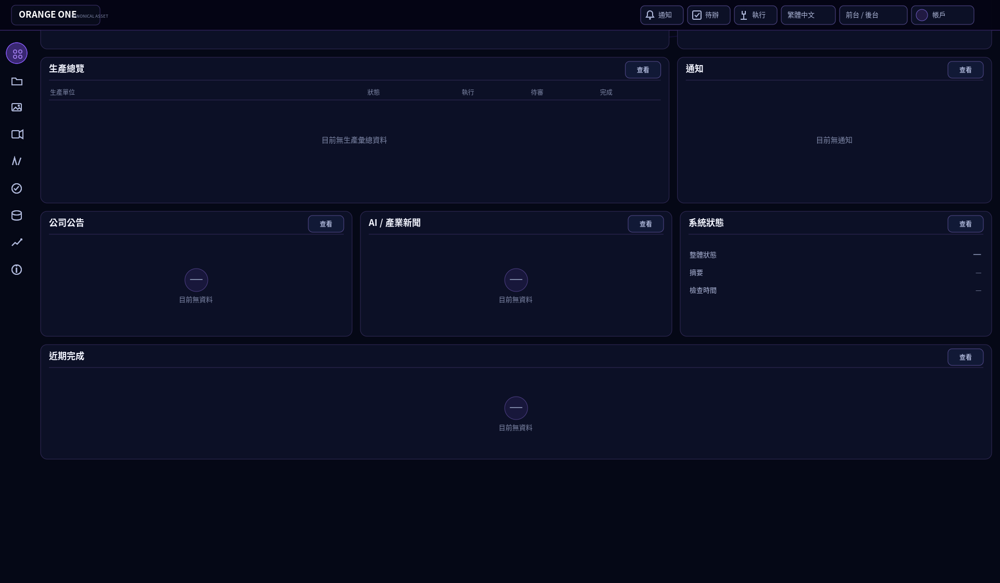 ORANGE ONE
通知
待辦
執行
繁體中文
前台 / 後台
帳戶
生產總覽
查看
生產單位
狀態
執行
待審
完成
目前無生產彙總資料
通知
查看
目前無通知
公司公告
查看
目前無資料
AI / 產業新聞
查看
目前無資料
系統狀態
查看
整體狀態
—
摘要
—
檢查時間
—
近期完成
查看
目前無資料